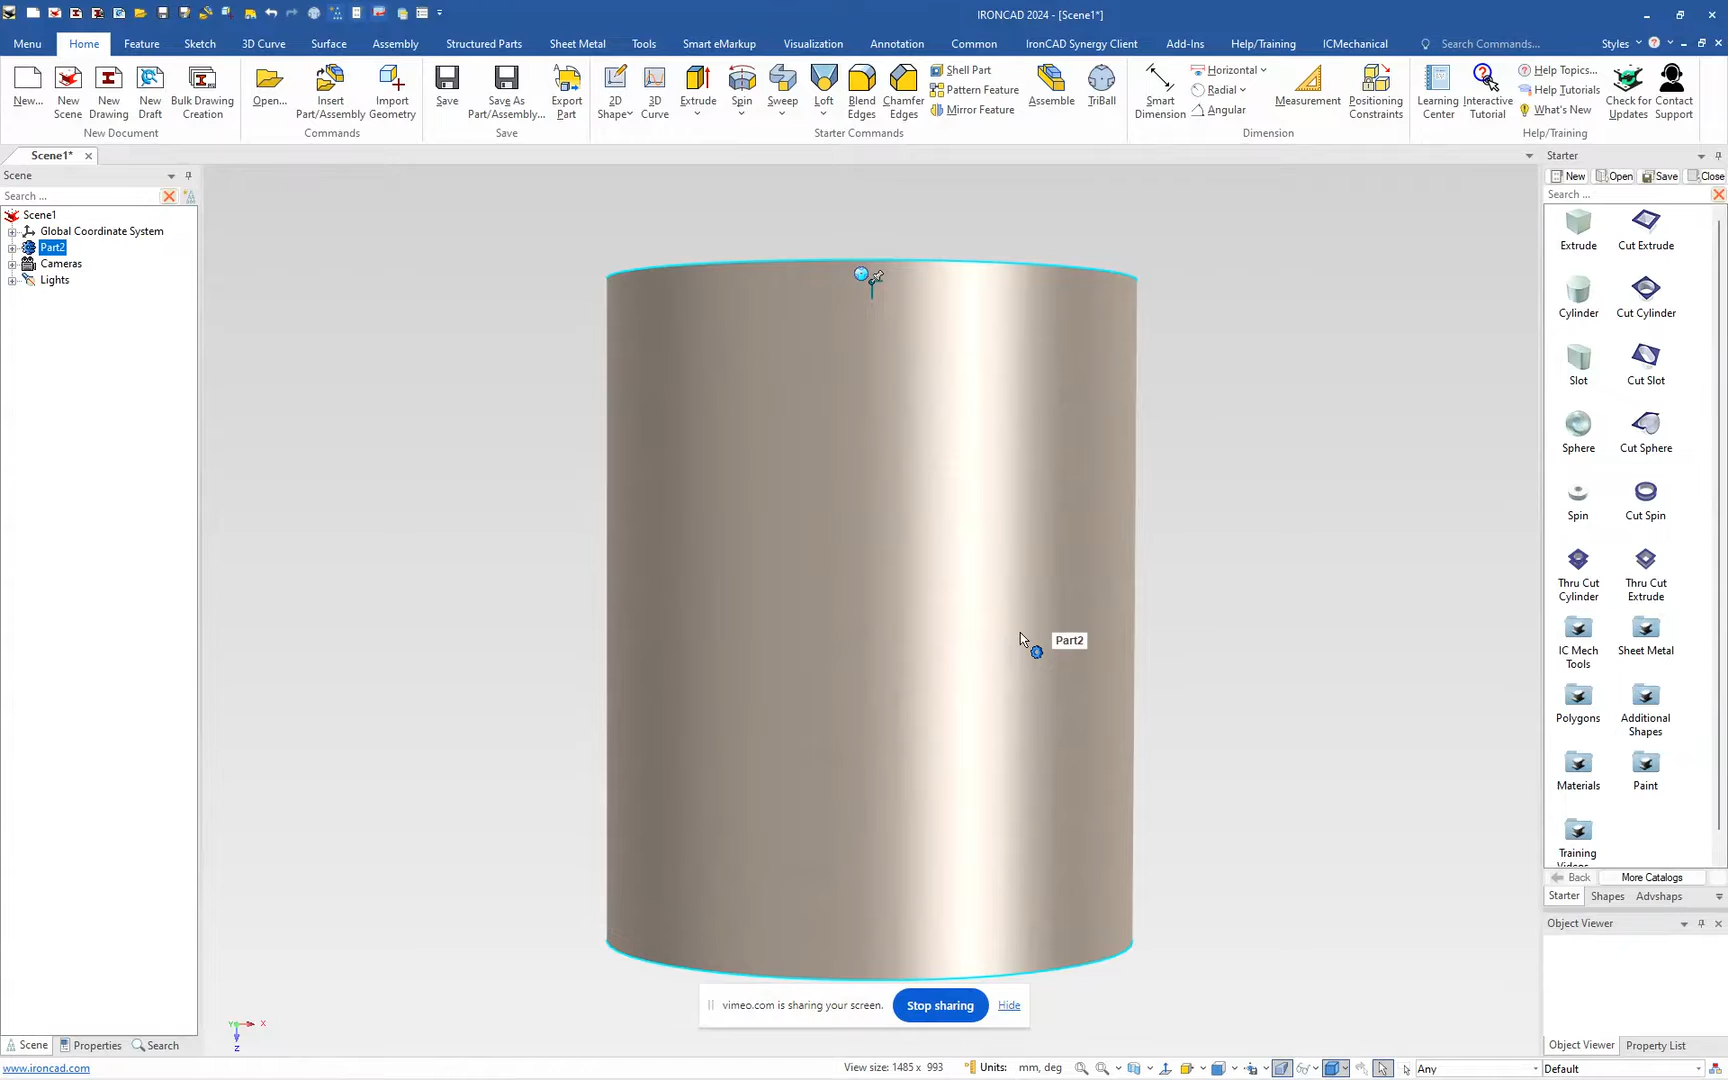 IRONCAD 2024 - [Scene1*]
Menu Home Feature Sketch 3D Curve Surface Assembly Structured Parts Sheet Metal Tools Smart eMarkup Visualization Annotation Common IronCAD Synergy Client Add-Ins Help/Training ICMechanical Search Commands... Styles
New... New Scene New Drawing New Draft Bulk Drawing Creation Open... Insert Part/Assembly Import Geometry Save Save As Part/Assembly... Export Part 2D Shape 3D Curve Extrude Spin Sweep Loft Blend Edges Chamfer Edges Shell Part Pattern Feature Mirror Feature Assembly TriBall Smart Dimension Horizontal Radial Angular Measurement Positioning Constraints Learning Center Interactive Tutorial Help Topics... Help Tutorials What's New Check for Updates Contact Support
New Document Commands Save Starter Commands Dimension Help/Training
Scene1*
Scene
Search ...
Scene1
Global Coordinate System
Part2
Cameras
Lights
Part2
Starter
New Open Save Close
Search ...
Extrude Cut Extrude
Cylinder Cut Cylinder
Slot Cut Slot
Sphere Cut Sphere
Spin Cut Spin
Thru Cut Cylinder Thru Cut Extrude
IC Mech Tools Sheet Metal
Polygons Additional Shapes
Materials Paint
Training
Back More Catalogs
Starter Shapes Advshaps
Object Viewer
Object Viewer Property List
vimeo.com is sharing your screen. Stop sharing Hide
Y X
Z
Scene Properties Search
www.ironcad.com
View size: 1485 x 993 Units: mm, deg Any Default